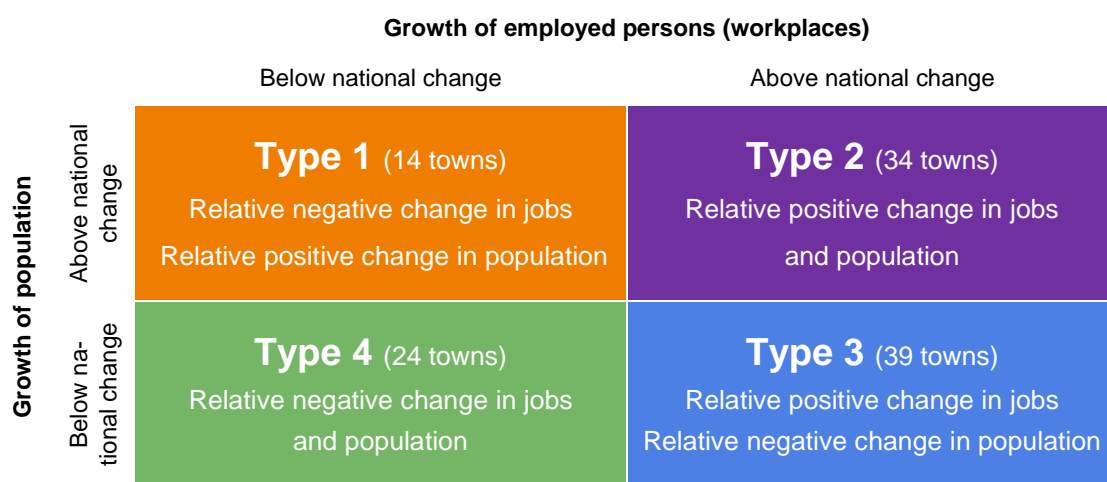 Growth of employed persons (workplaces)
Below national change
Above national change
Growth of population
Above national
change
Type 1 (14 towns)
Relative negative change in jobs
Relative positive change in population
Type 2 (34 towns)
Relative positive change in jobs
and population
Below na-
tional change
Type 4 (24 towns)
Relative negative change in jobs
and population
Type 3 (39 towns)
Relative positive change in jobs
Relative negative change in population